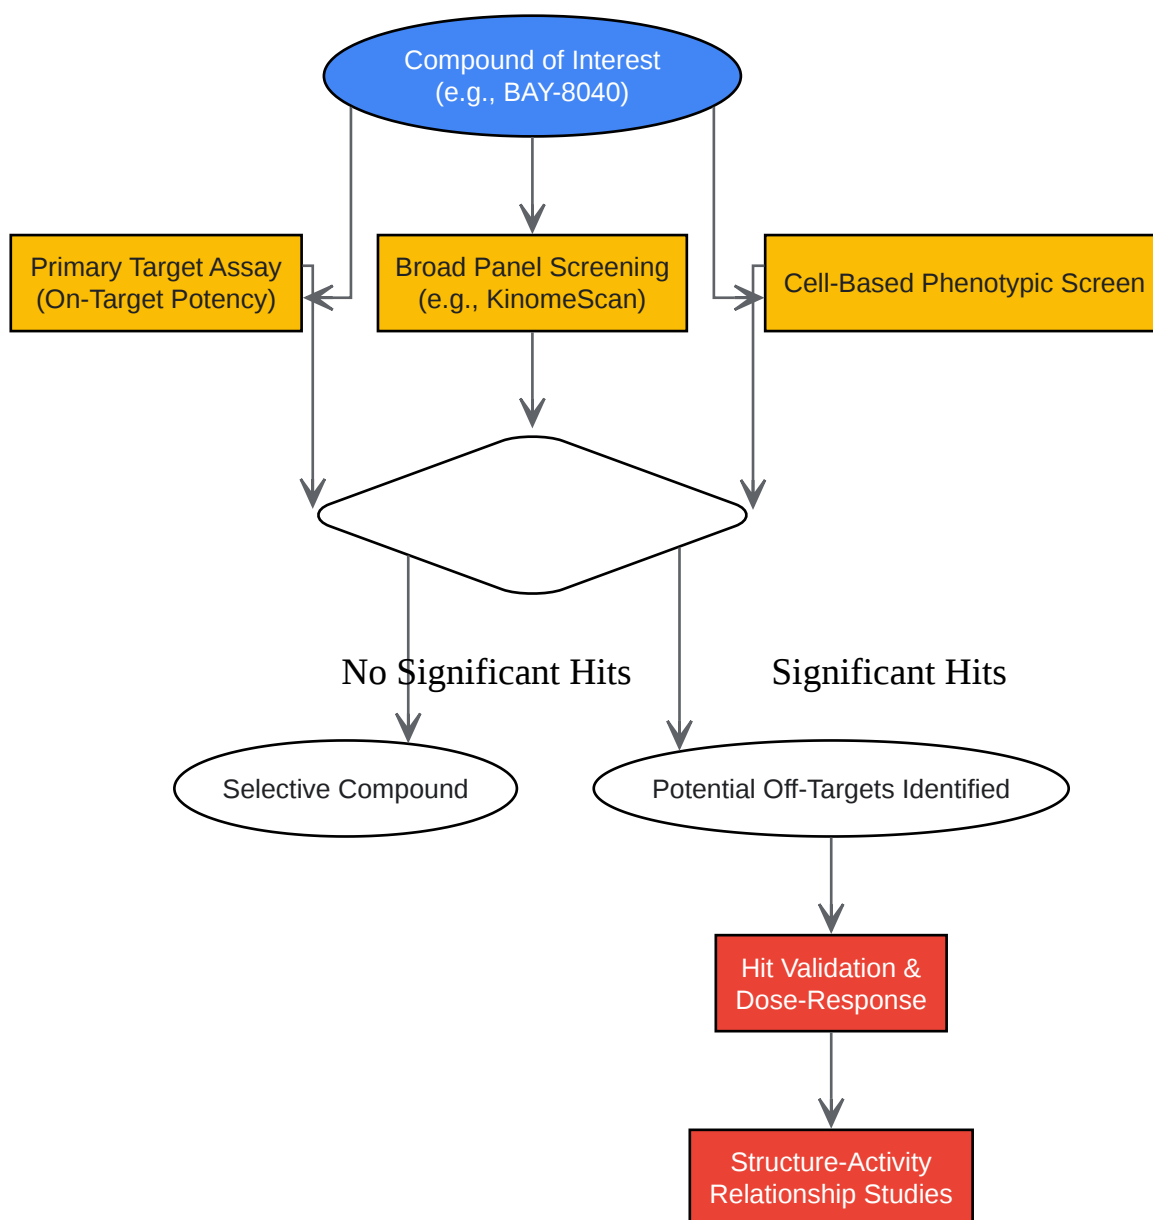 Compound of Interest
(e.g., BAY-8040)
Primary Target Assay
(On-Target Potency)
Broad Panel Screening
(e.g., KinomeScan)
Cell-Based Phenotypic Screen
No Significant Hits
Significant Hits
Selective Compound
Potential Off-Targets Identified
Hit Validation &
Dose-Response
Structure-Activity
Relationship Studies